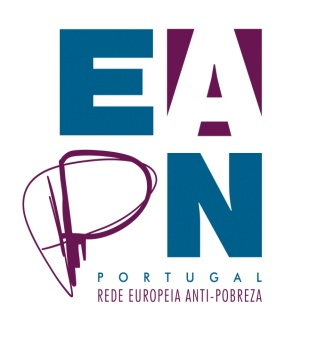 EA
PN
PORTUGAL
REDE EUROPEIA ANTI-POBREZA